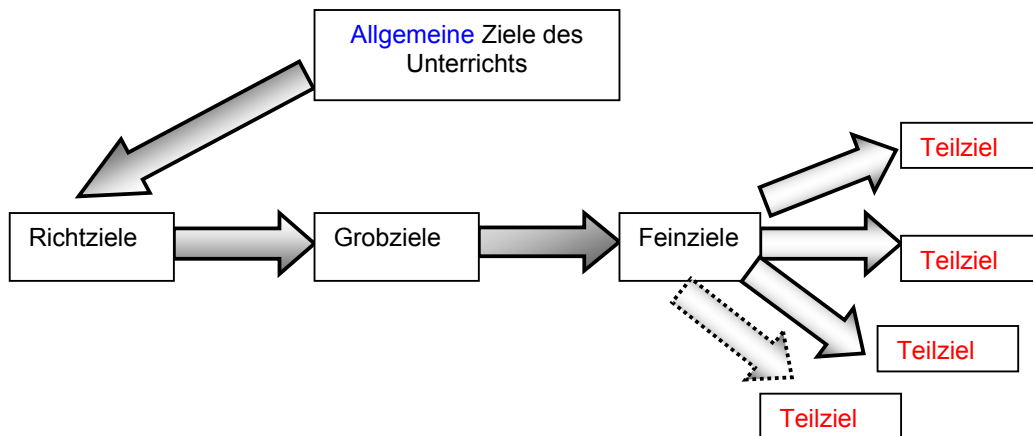 Allgemeine Ziele des
Unterrichts
Teilziel
Richtziele
Grobziele
Feinziele
Teilziel
Teilziel
Teilziel